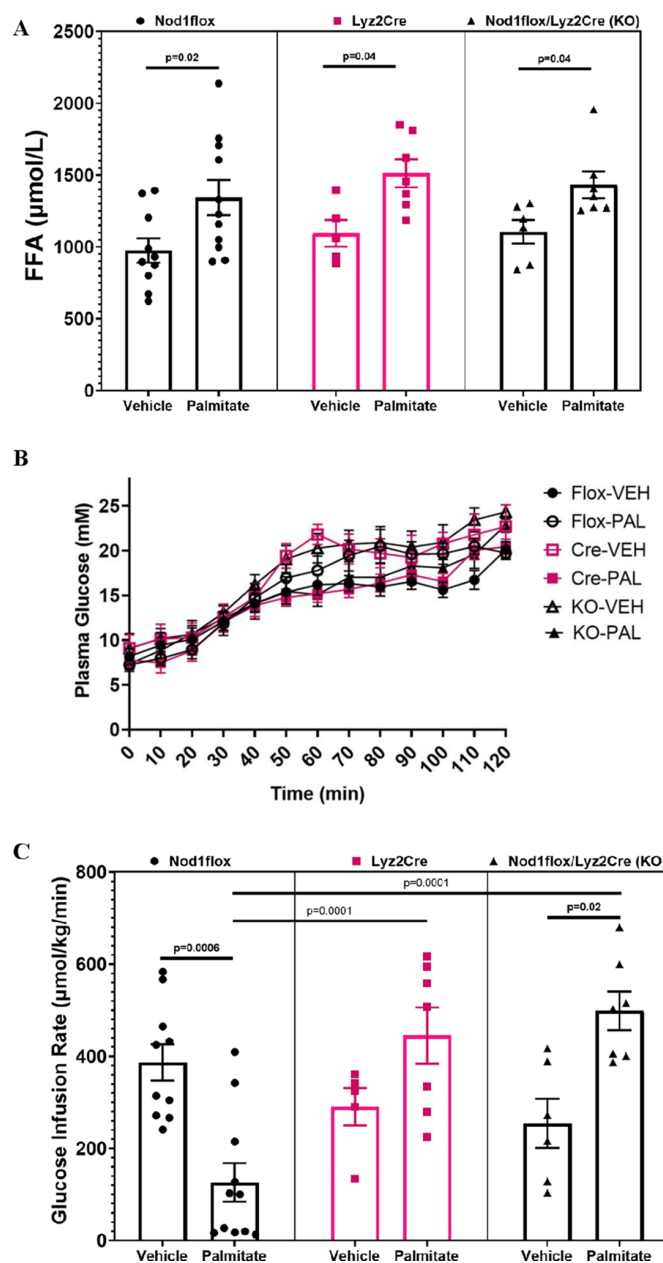 A
Nod1flox
Lyz2Cre
Nod1flox/Lyz2Cre (KO)
2500
p=0.02
p=0.04
p=0.04
2000
1500
1000
500
0
FFA (μmol/L)
Vehicle Palmitate
Vehicle Palmitate
Vehicle Palmitate
B
25
20
15
10
5
0
Plasma Glucose (mM)
0 10 20 30 40 50 60 70 80 90 100 110 120
Time (min)
Flox-VEH
Flox-PAL
Cre-VEH
Cre-PAL
KO-VEH
KO-PAL
C
Nod1flox
Lyz2Cre
Nod1flox/Lyz2Cre (KO)
800
p=0.0001
p=0.0001
p=0.02
p=0.0006
600
400
200
0
Glucose Infusion Rate (μmol/kg/min)
Vehicle Palmitate
Vehicle Palmitate
Vehicle Palmitate